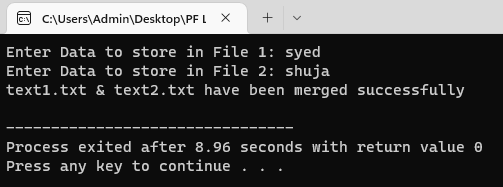 C:\Users\Admin\Desktop\PF L
Enter Data to store in File 1: syed
Enter Data to store in File 2: shuja
text1.txt & text2.txt have been merged successfully
--------------------------------
Process exited after 8.96 seconds with return value 0
Press any key to continue . . .